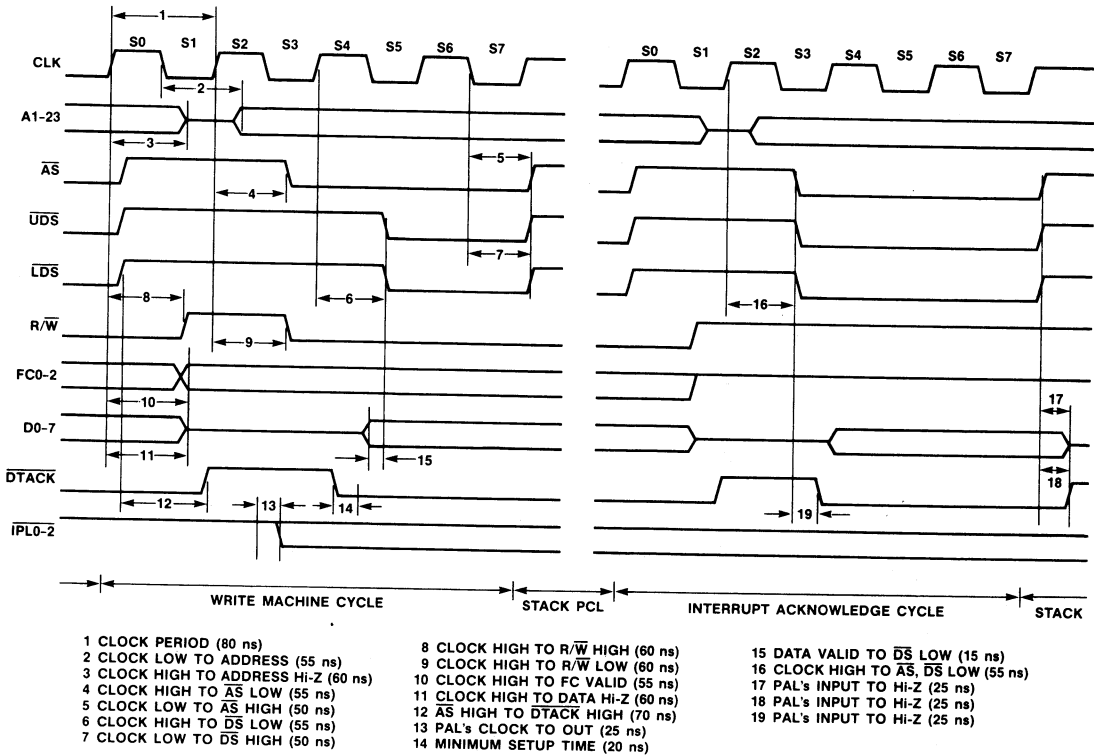 1
S0 S1 S2 S3 S4 S5 S6 S7 S0 S1 S2 S3 S4 S5 S6 S7
CLK
2
A1-23
3 5
AS
4
UDS
7
LDS
8 6 16
R/W
9
FC0-2
10 17
D0-7
11 15
DTACK
12 13 14 19 18
IPL0-2
WRITE MACHINE CYCLE STACK PCL INTERRUPT ACKNOWLEDGE CYCLE STACK
1 CLOCK PERIOD (80 ns)
2 CLOCK LOW TO ADDRESS (55 ns)
3 CLOCK HIGH TO ADDRESS Hi-Z (60 ns)
4 CLOCK HIGH TO AS LOW (55 ns)
5 CLOCK LOW TO AS HIGH (50 ns)
6 CLOCK HIGH TO DS LOW (55 ns)
7 CLOCK LOW TO DS HIGH (50 ns)
8 CLOCK HIGH TO R/W HIGH (60 ns)
9 CLOCK HIGH TO R/W LOW (60 ns)
10 CLOCK HIGH TO FC VALID (55 ns)
11 CLOCK HIGH TO DATA Hi-Z (60 ns)
12 AS HIGH TO DTACK HIGH (70 ns)
13 PAL's CLOCK TO OUT (25 ns)
14 MINIMUM SETUP TIME (20 ns)
15 DATA VALID TO DS LOW (15 ns)
16 CLOCK HIGH TO AS, DS LOW (55 ns)
17 PAL's INPUT TO Hi-Z (25 ns)
18 PAL's INPUT TO Hi-Z (25 ns)
19 PAL's INPUT TO Hi-Z (25 ns)